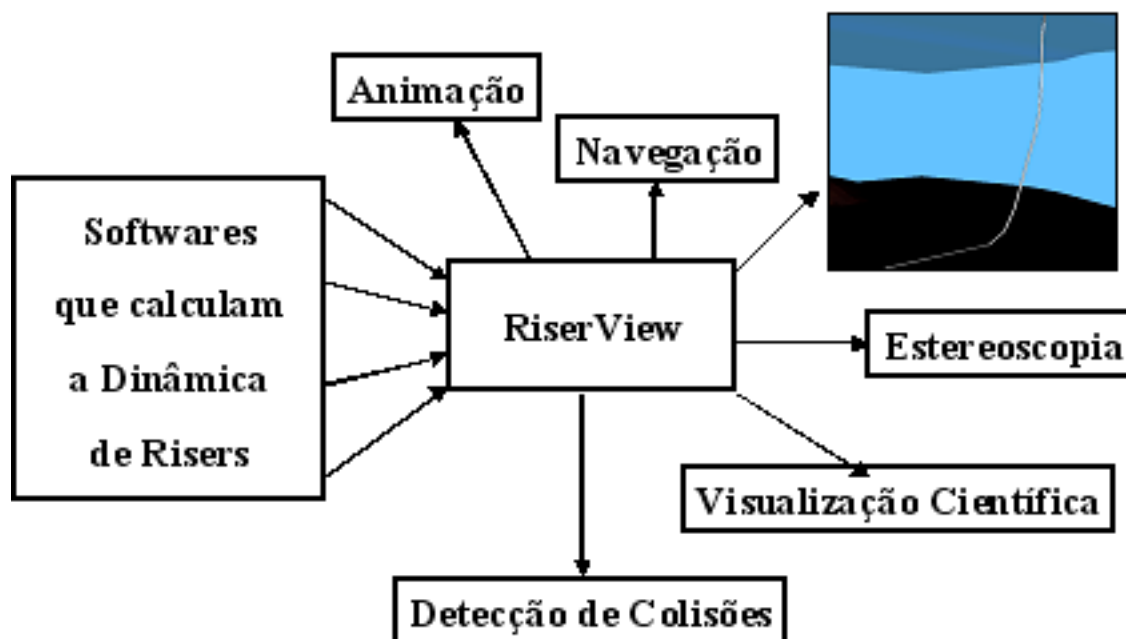 Animação
Navegação
Softwares
que calculam
a Dinâmica
de Risers
RiserView
Estereoscopia
Visualização Científica
Detecção de Colisões